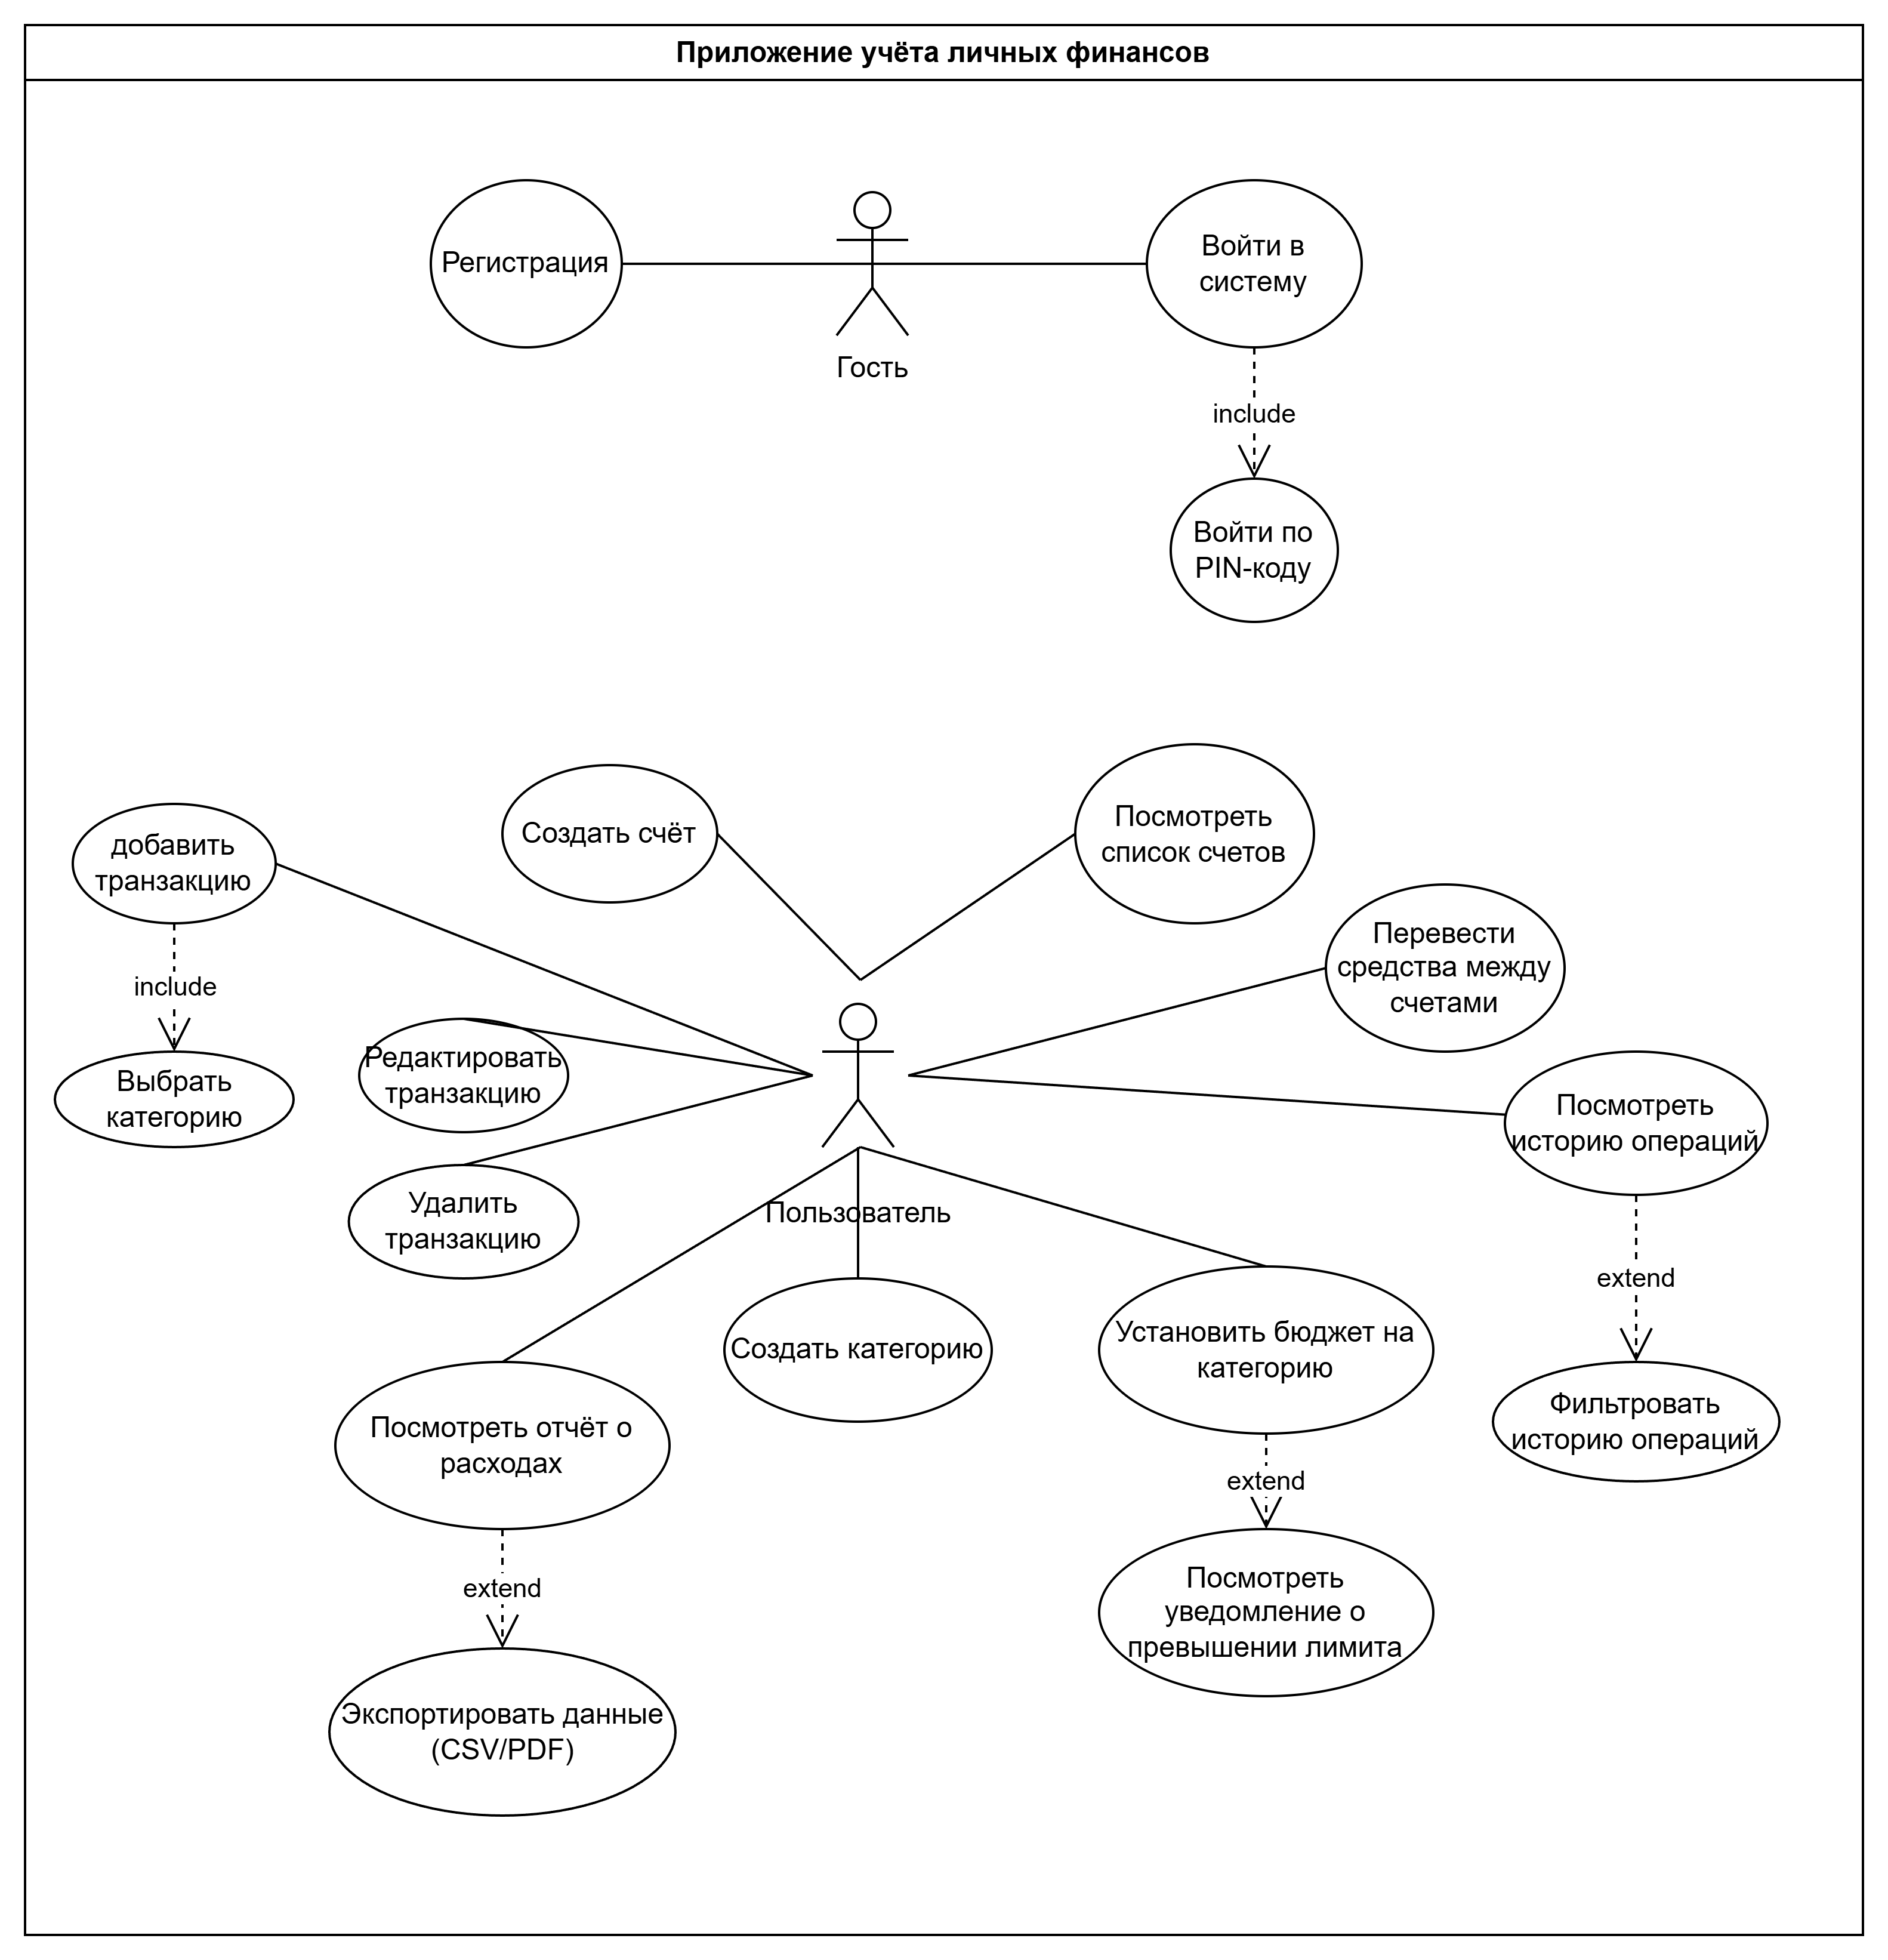 Приложение учёта личных финансов
Регистрация
Гость
Войти в
систему
include
Войти по
PIN-коду
Создать счёт
Посмотреть
список счетов
добавить
транзакцию
include
Выбрать
категорию
Перевести
средства между
счетами
Редактировать
транзакцию
Посмотреть
историю операций
Удалить
транзакцию
Пользователь
extend
Создать категорию
Установить бюджет на
категорию
Фильтровать
историю операций
Посмотреть отчёт о
расходах
extend
extend
Посмотреть
уведомление о
превышении лимита
Экспортировать данные
(CSV/PDF)